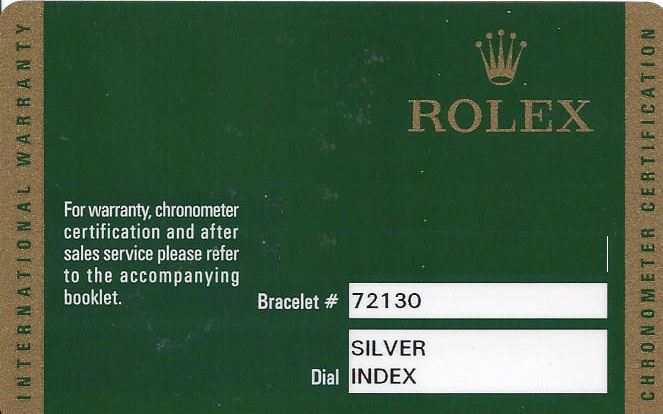 INTERNATIONAL WARRANTY
ROLEX
For warranty, chronometer
certification and after
sales service please refer
to the accompanying
booklet.
Bracelet # 72130
SILVER
Dial INDEX
CHRONOMETER CERTIFICATION